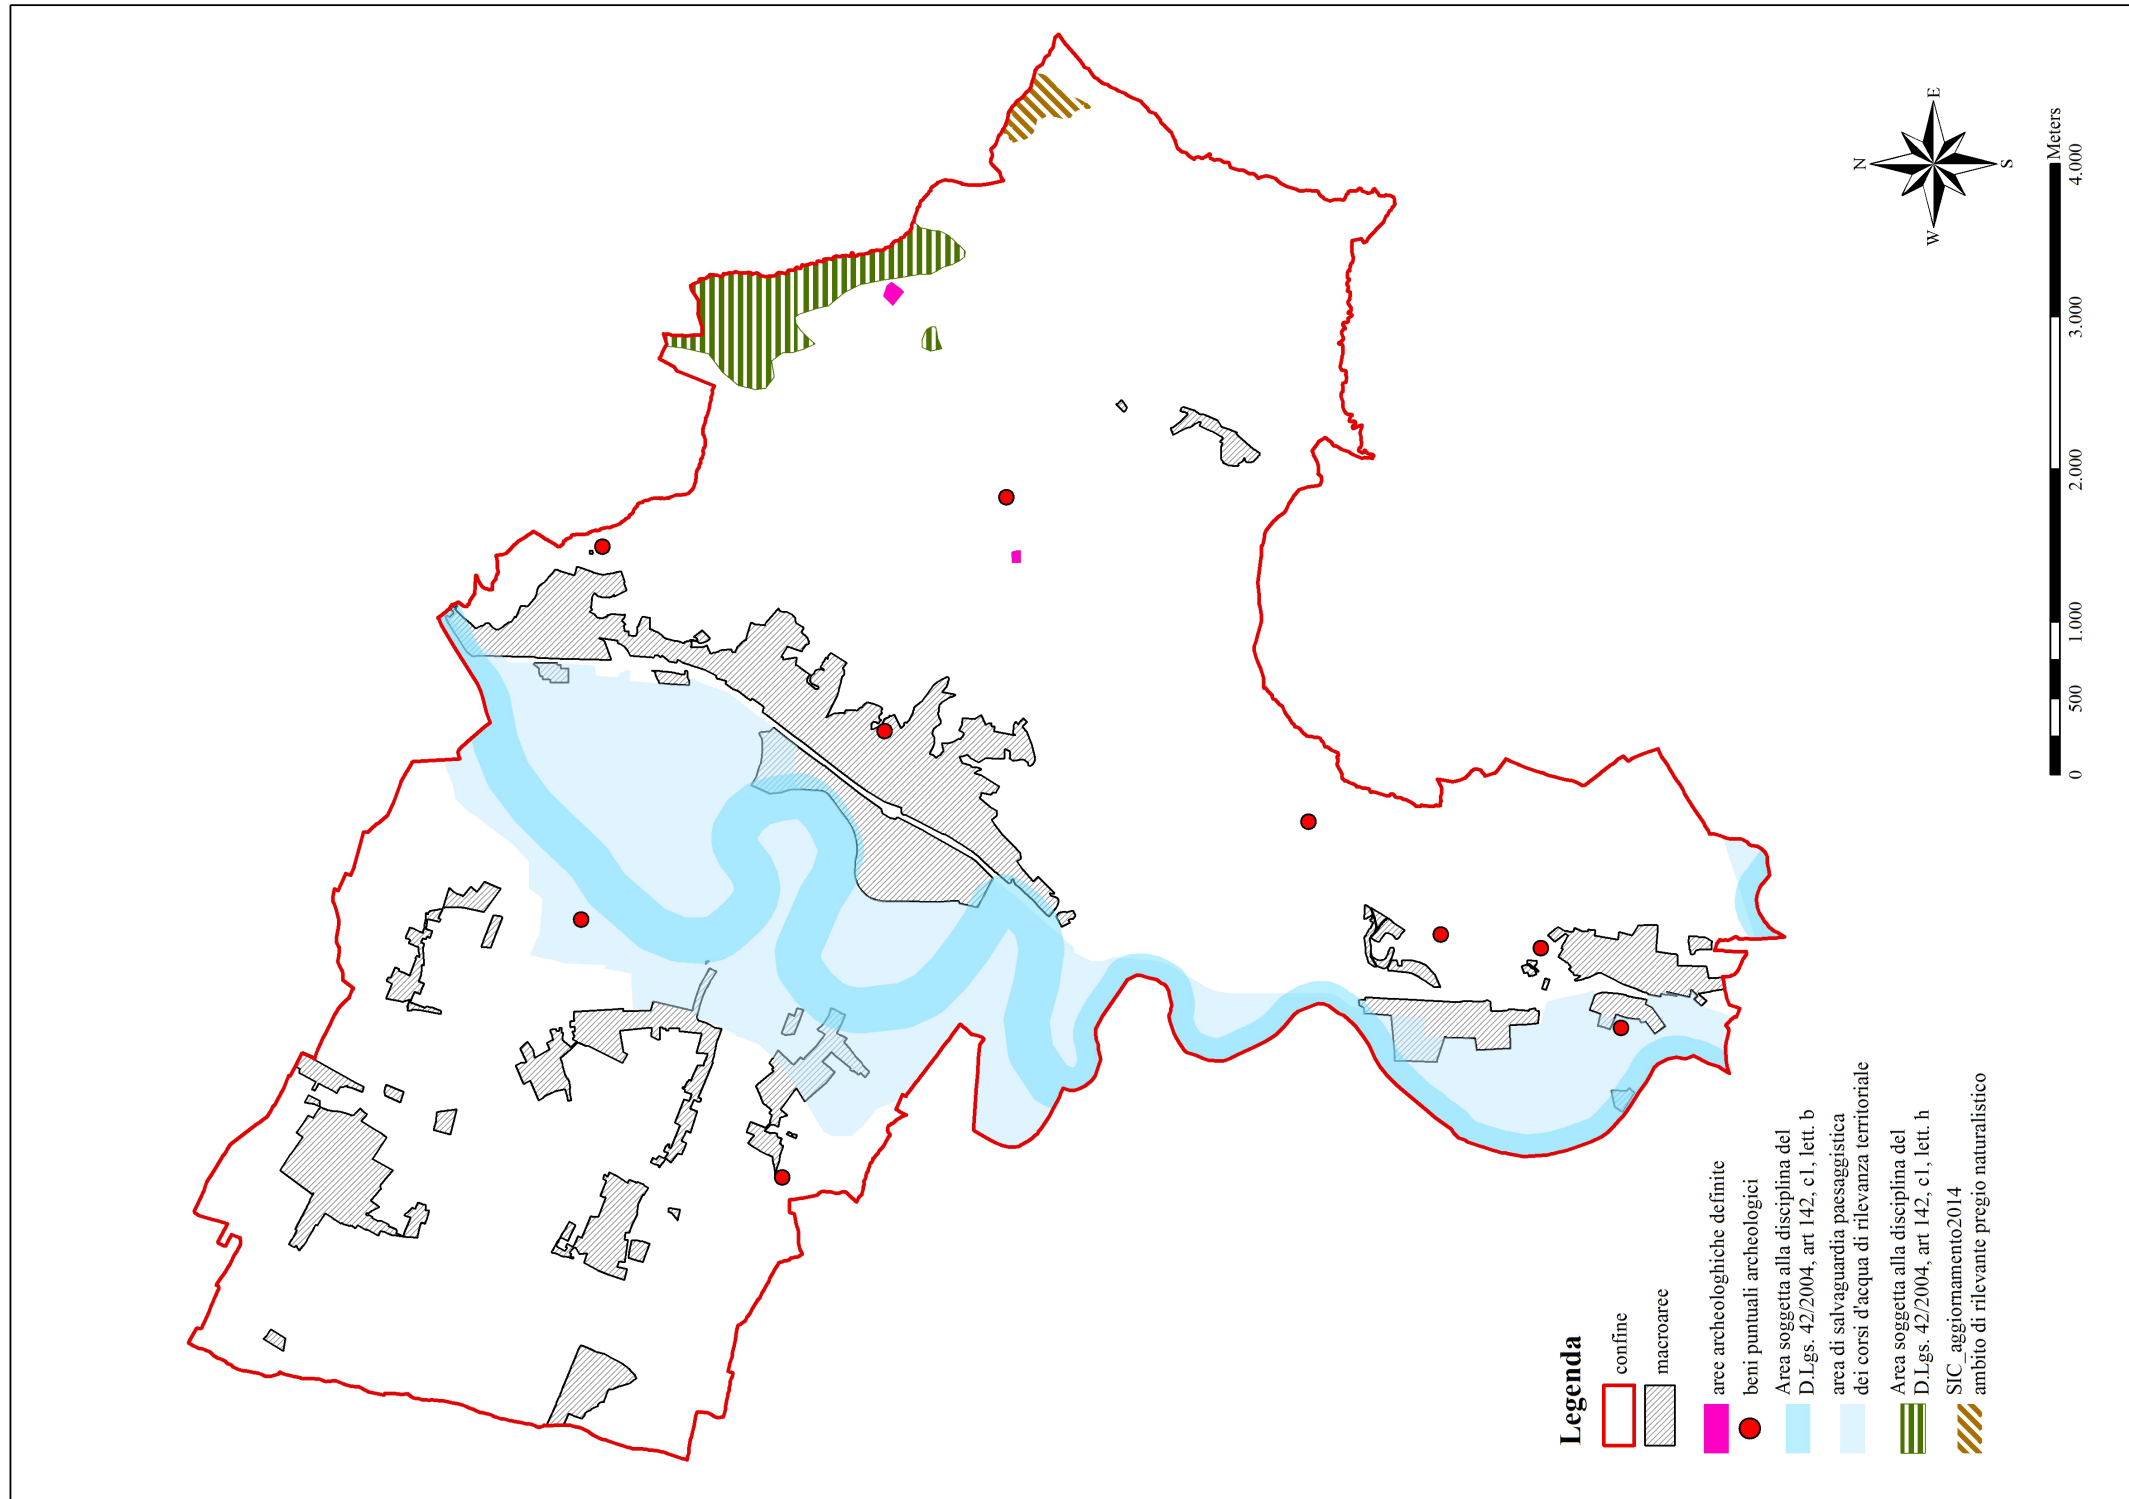 Legenda
confine
macroaree
aree archeologhiche definite
beni puntuali archeologici
Area soggetta alla disciplina del
D.Lgs. 42/2004, art 142, c1, lett. b
area di salvaguardia paesaggistica
dei corsi d'acqua di rilevanza territoriale
Area soggetta alla disciplina del
D.Lgs. 42/2004, art 142, c1, lett. h
SIC_aggiornamento2014
ambito di rilevante pregio naturalistico
N
E
S
W
0 500 1.000 2.000 3.000 4.000
Meters